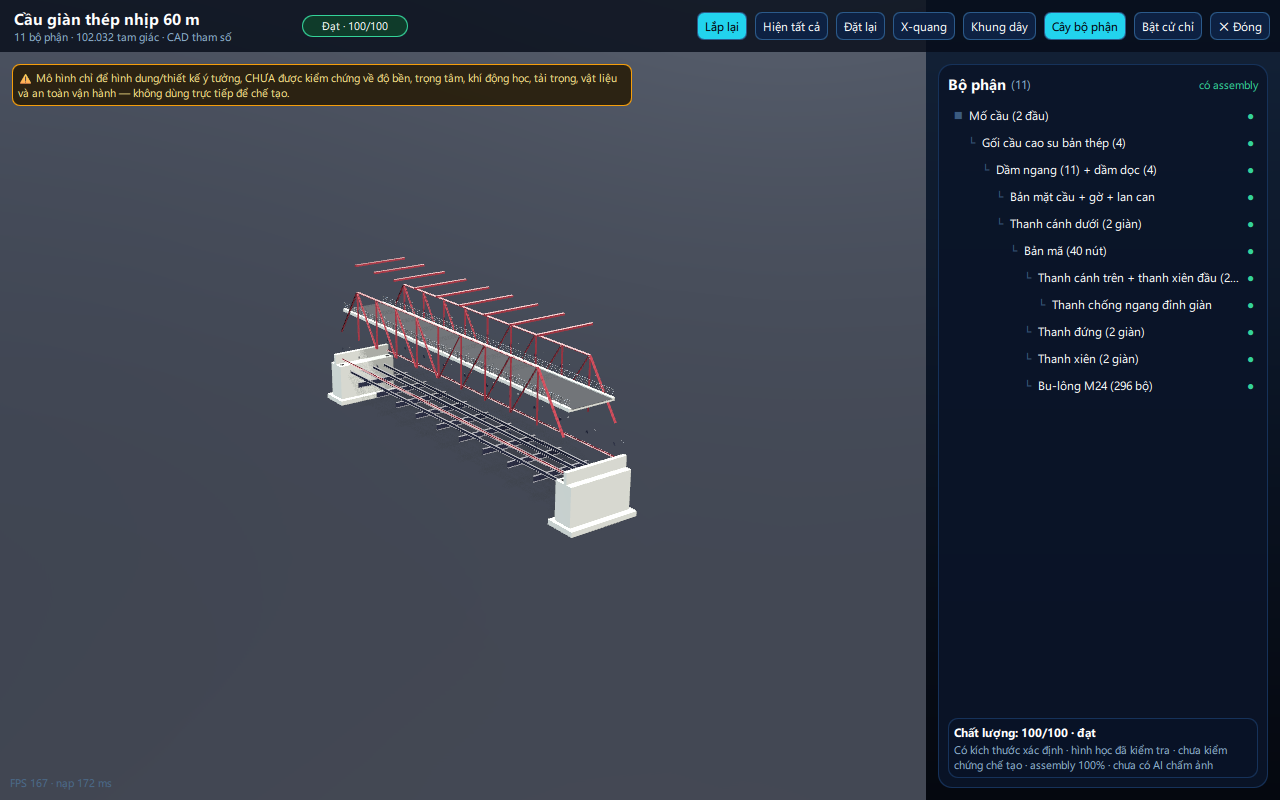 Cầu giàn thép nhịp 60 m
11 bộ phận · 102.032 tam giác · CAD tham số
Đạt · 100/100
Lắp lại
Hiện tất cả
Đặt lại
X-quang
Khung dây
Cây bộ phận
Bật cử chỉ
✕ Đóng
⚠ Mô hình chỉ để hình dung/thiết kế ý tưởng, CHƯA được kiểm chứng về độ bền, trọng tâm, khí động học, tải trọng, vật liệu
và an toàn vận hành — không dùng trực tiếp để chế tạo.
Bộ phận (11)
có assembly
Mố cầu (2 đầu)
Gối cầu cao su bản thép (4)
Dầm ngang (11) + dầm dọc (4)
Bản mặt cầu + gờ + lan can
Thanh cánh dưới (2 giàn)
Bản mã (40 nút)
Thanh cánh trên + thanh xiên đầu (2...
Thanh chống ngang đỉnh giàn
Thanh đứng (2 giàn)
Thanh xiên (2 giàn)
Bu-lông M24 (296 bộ)
Chất lượng: 100/100 · đạt
Có kích thước xác định · hình học đã kiểm tra · chưa kiểm
chứng chế tạo · assembly 100% · chưa có AI chấm ảnh
FPS 167 · nạp 172 ms